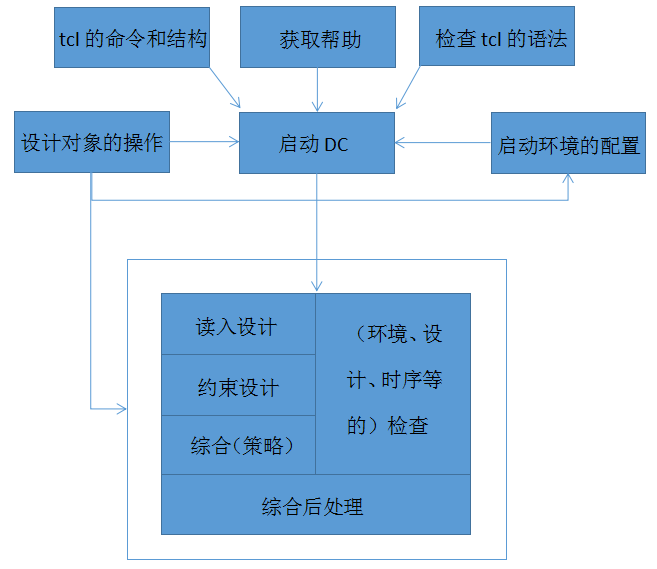 tcl 的命令和结构
获取帮助
检查 tcl 的语法
设计对象的操作
启动 DC
启动环境的配置
读入设计
约束设计
综合（策略）
（环境、设
计、时序等
的）检查
综合后处理